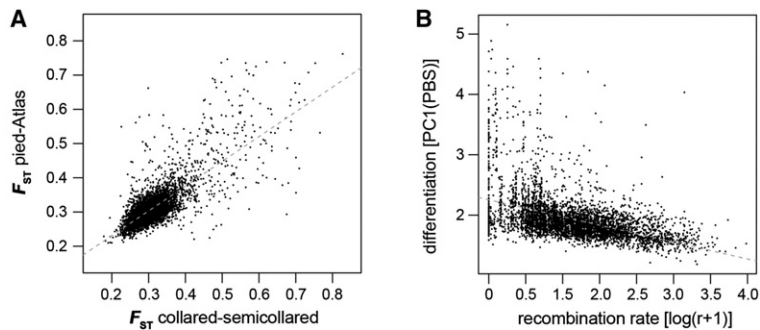 A
B
0.8
0.7
0.6
0.5
0.4
0.3
0.2
FST pied-Atlas
0.2 0.3 0.4 0.5 0.6 0.7 0.8
FST collared-semicollared
5
4
3
2
differentiation [PC1(PBS)]
0 0.5 1.5 2.0 2.5 3.0 3.5 4.0
recombination rate [log(r+1)]